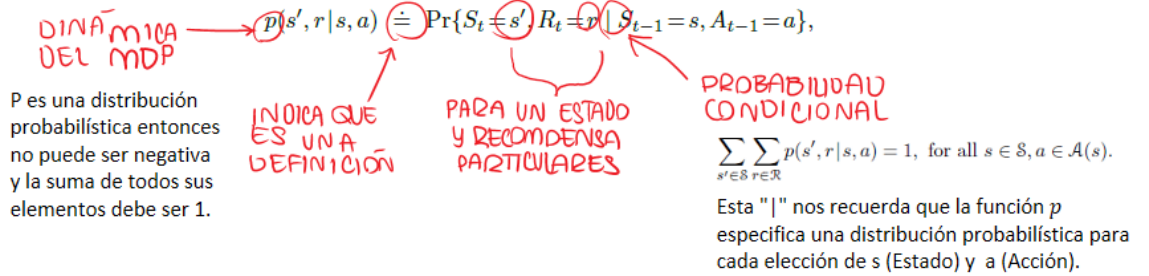 p(s', r | s, a) ≐ Pr{S_t = s', R_t = r | S_{t-1} = s, A_{t-1} = a},
DINÁMICA
DEL MDP
P es una distribución
probabilística entonces
no puede ser negativa
y la suma de todos sus
elementos debe ser 1.
INDICA QUE
ES UNA
DEFINICIÓN
PARA UN ESTADO
Y RECOMPENSA
PARTICULARES
PROBABILIDAD
CONDICIONAL
∑_{s'∈𝒮} ∑_{r∈ℛ} p(s', r | s, a) = 1, for all s ∈ 𝒮, a ∈ 𝒜(s).
Esta "|" nos recuerda que la función p
especifica una distribución probabilística para
cada elección de s (Estado) y a (Acción).